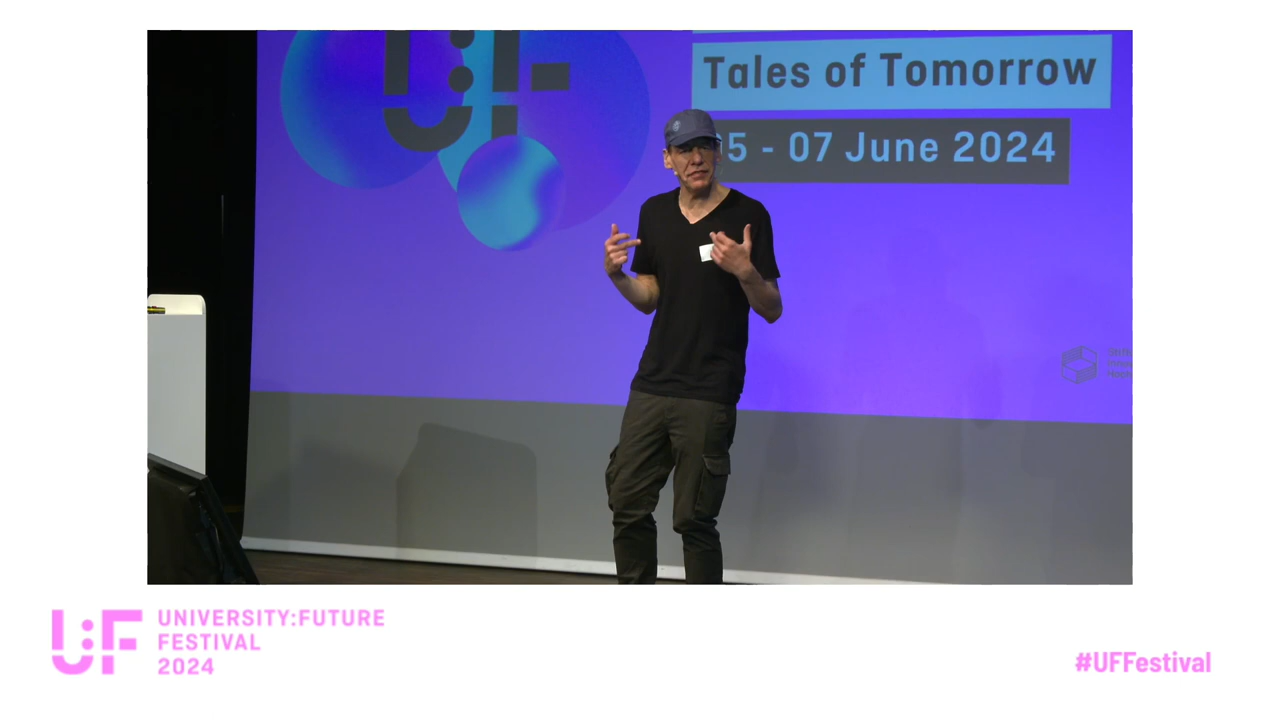 U:F
Tales of Tomorrow
5 - 07 June 2024
U:F
UNIVERSITY:FUTURE
FESTIVAL
2024
#UFFestival